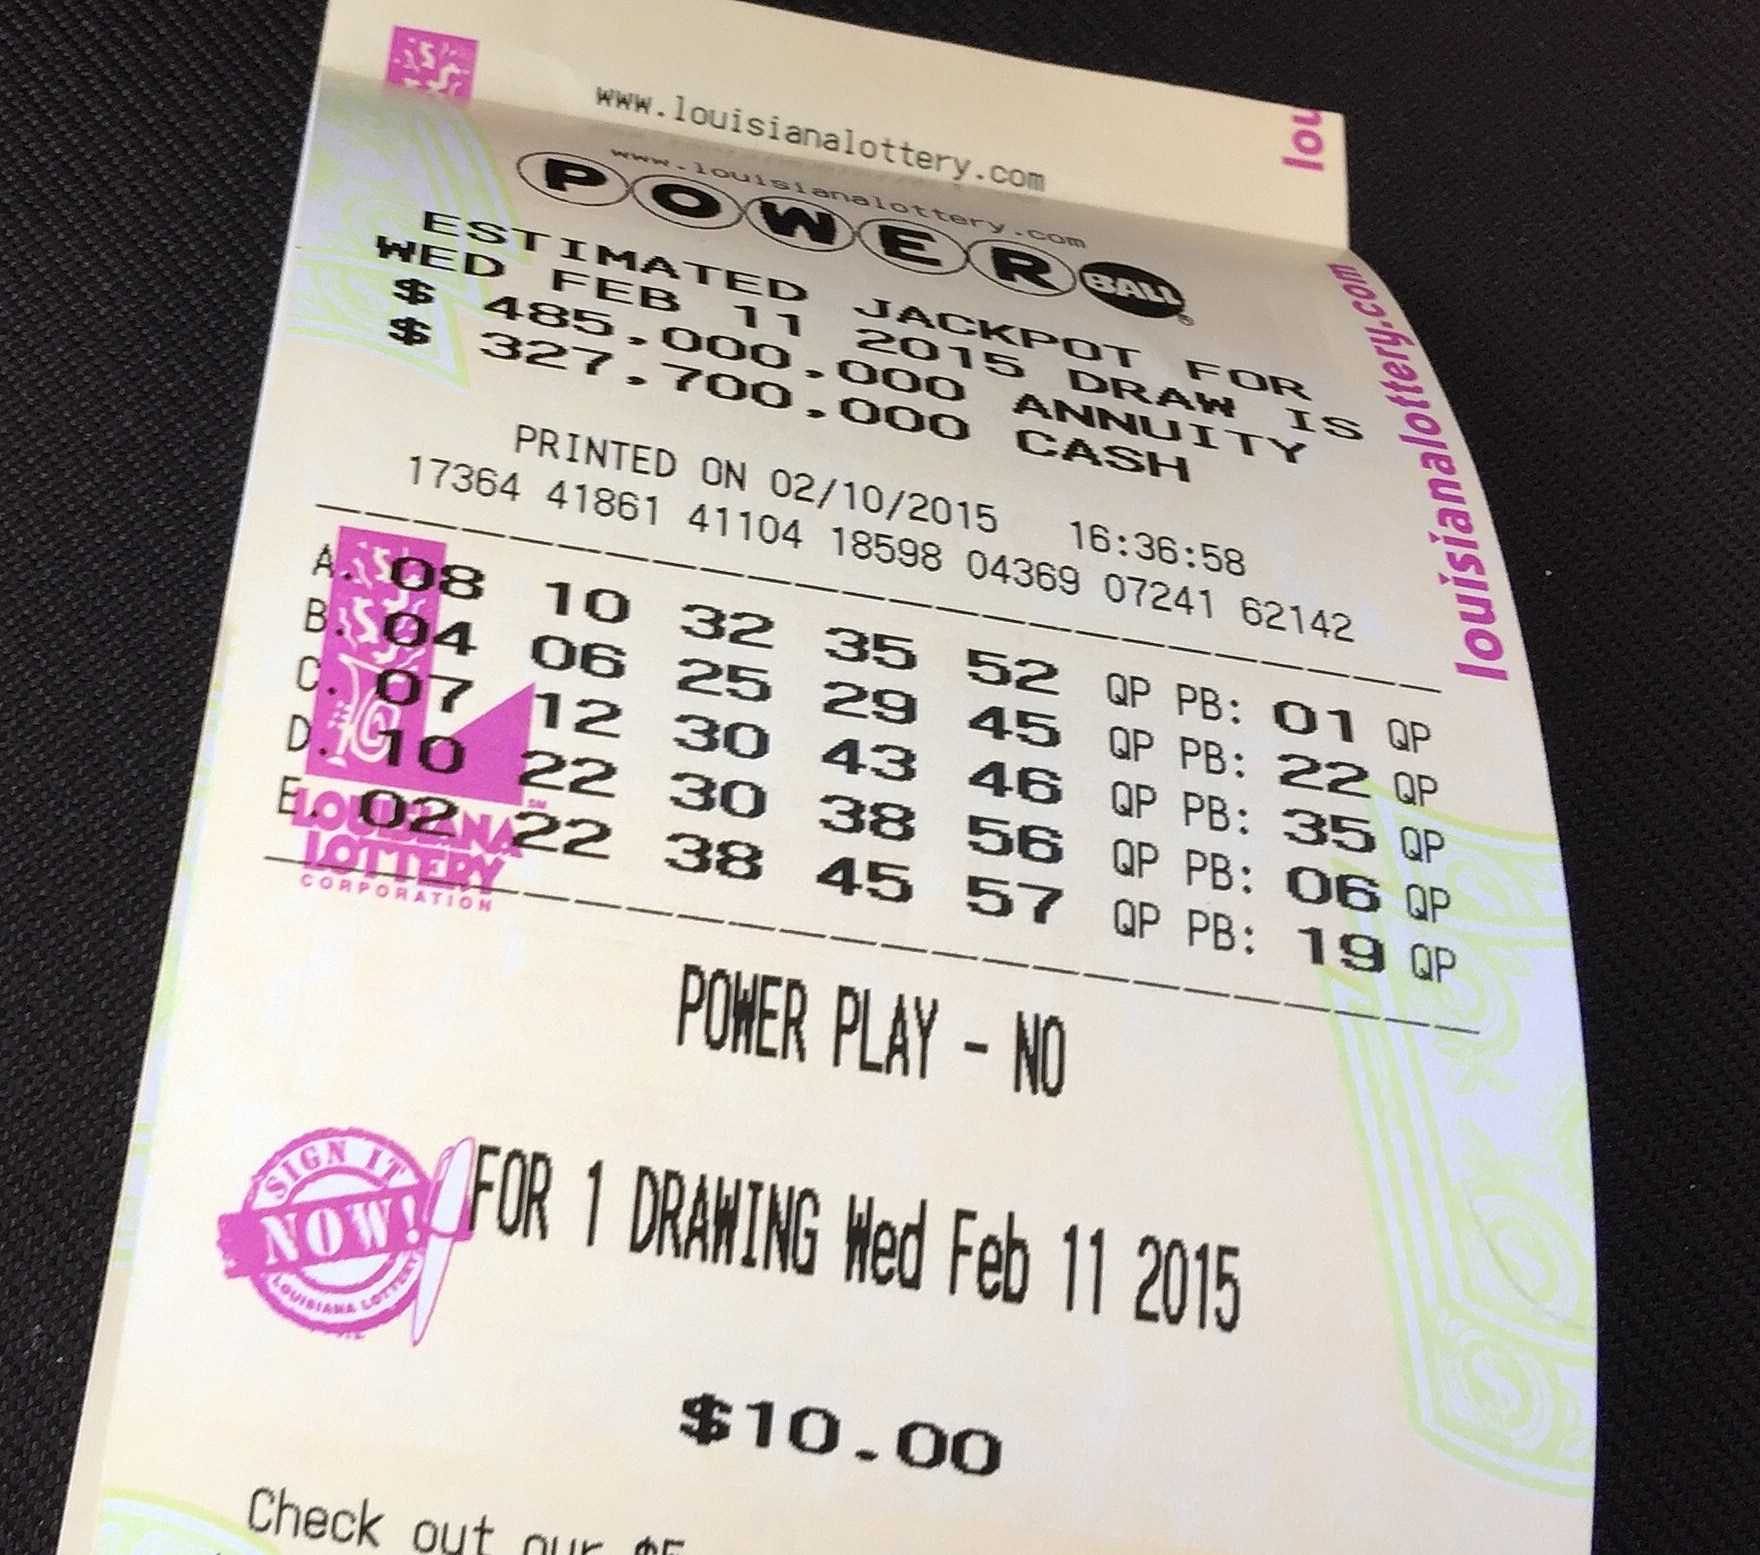 www.louisianalottery.com
lou
www.louisianalottery.com
POWER BALL®
ESTIMATED JACKPOT FOR
WED FEB 11 2015 DRAW IS
$ 485,000,000 ANNUITY
$ 327,700,000 CASH
louisianalottery.com
PRINTED ON 02/10/2015 16:36:58
17364 41861 41104 18598 04369 07241 62142
A. 08 10 32 35 52 QP PB: 01 QP
B. 04 06 25 29 45 QP PB: 22 QP
C. 07 12 30 43 46 QP PB: 35 QP
D. 10 22 30 38 56 QP PB: 06 QP
E. 02 22 38 45 57 QP PB: 19 QP
LOUISIANA SM
LOTTERY
CORPORATION
POWER PLAY - NO
SIGN IT
NOW!
LOUISIANA LOTTERY
FOR 1 DRAWING Wed Feb 11 2015
$10.00
Check out our $5